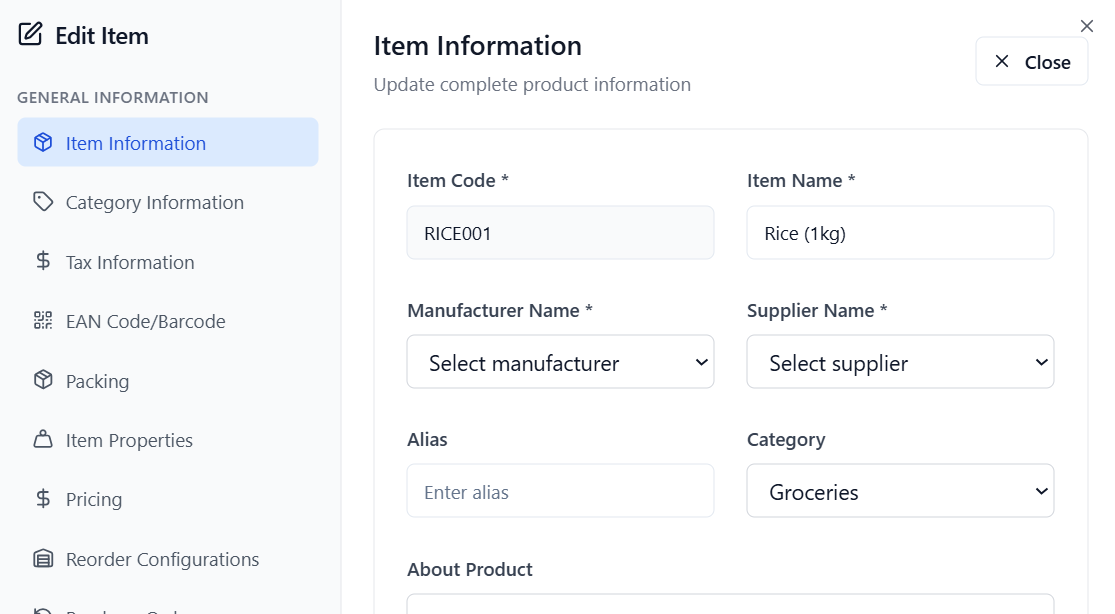 Edit Item
GENERAL INFORMATION
Item Information
Category Information
Tax Information
EAN Code/Barcode
Packing
Item Properties
Pricing
Reorder Configurations
Item Information
Update complete product information
Close
Item Code *
Item Name *
RICE001
Rice (1kg)
Manufacturer Name *
Supplier Name *
Select manufacturer
Select supplier
Alias
Category
Enter alias
Groceries
About Product